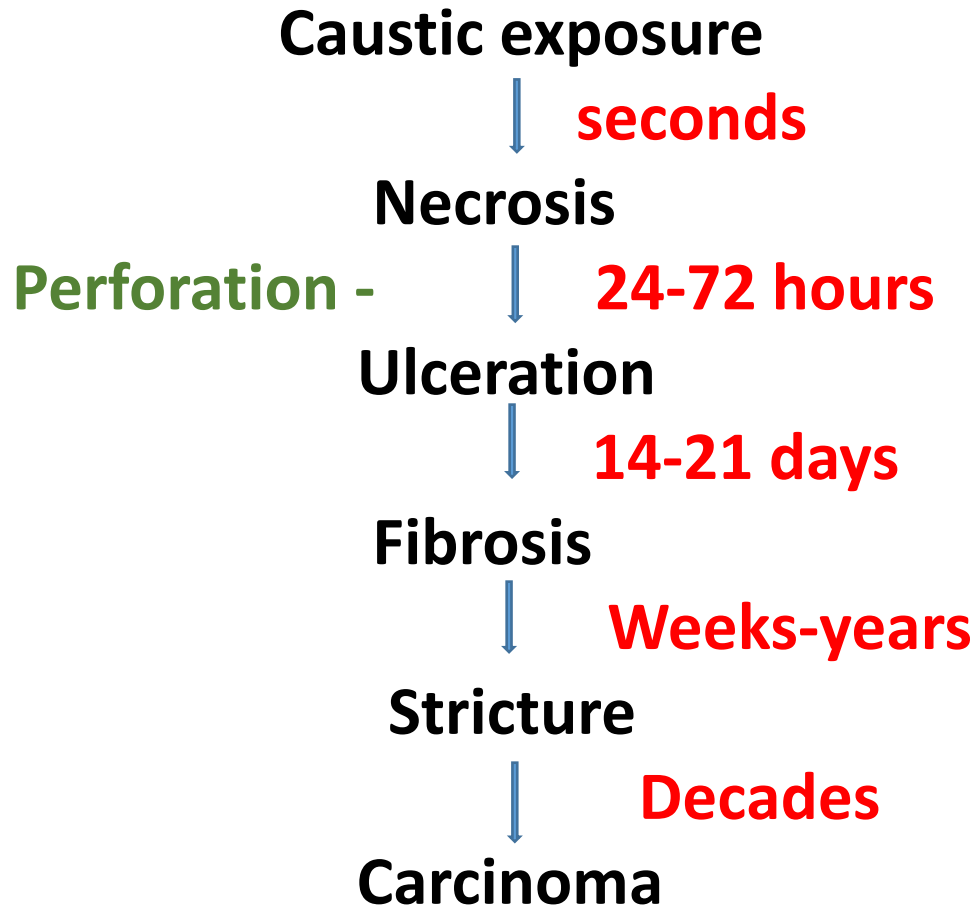 Caustic exposure
seconds
Necrosis
Perforation - 24-72 hours
Ulceration
14-21 days
Fibrosis
Weeks-years
Stricture
Decades
Carcinoma